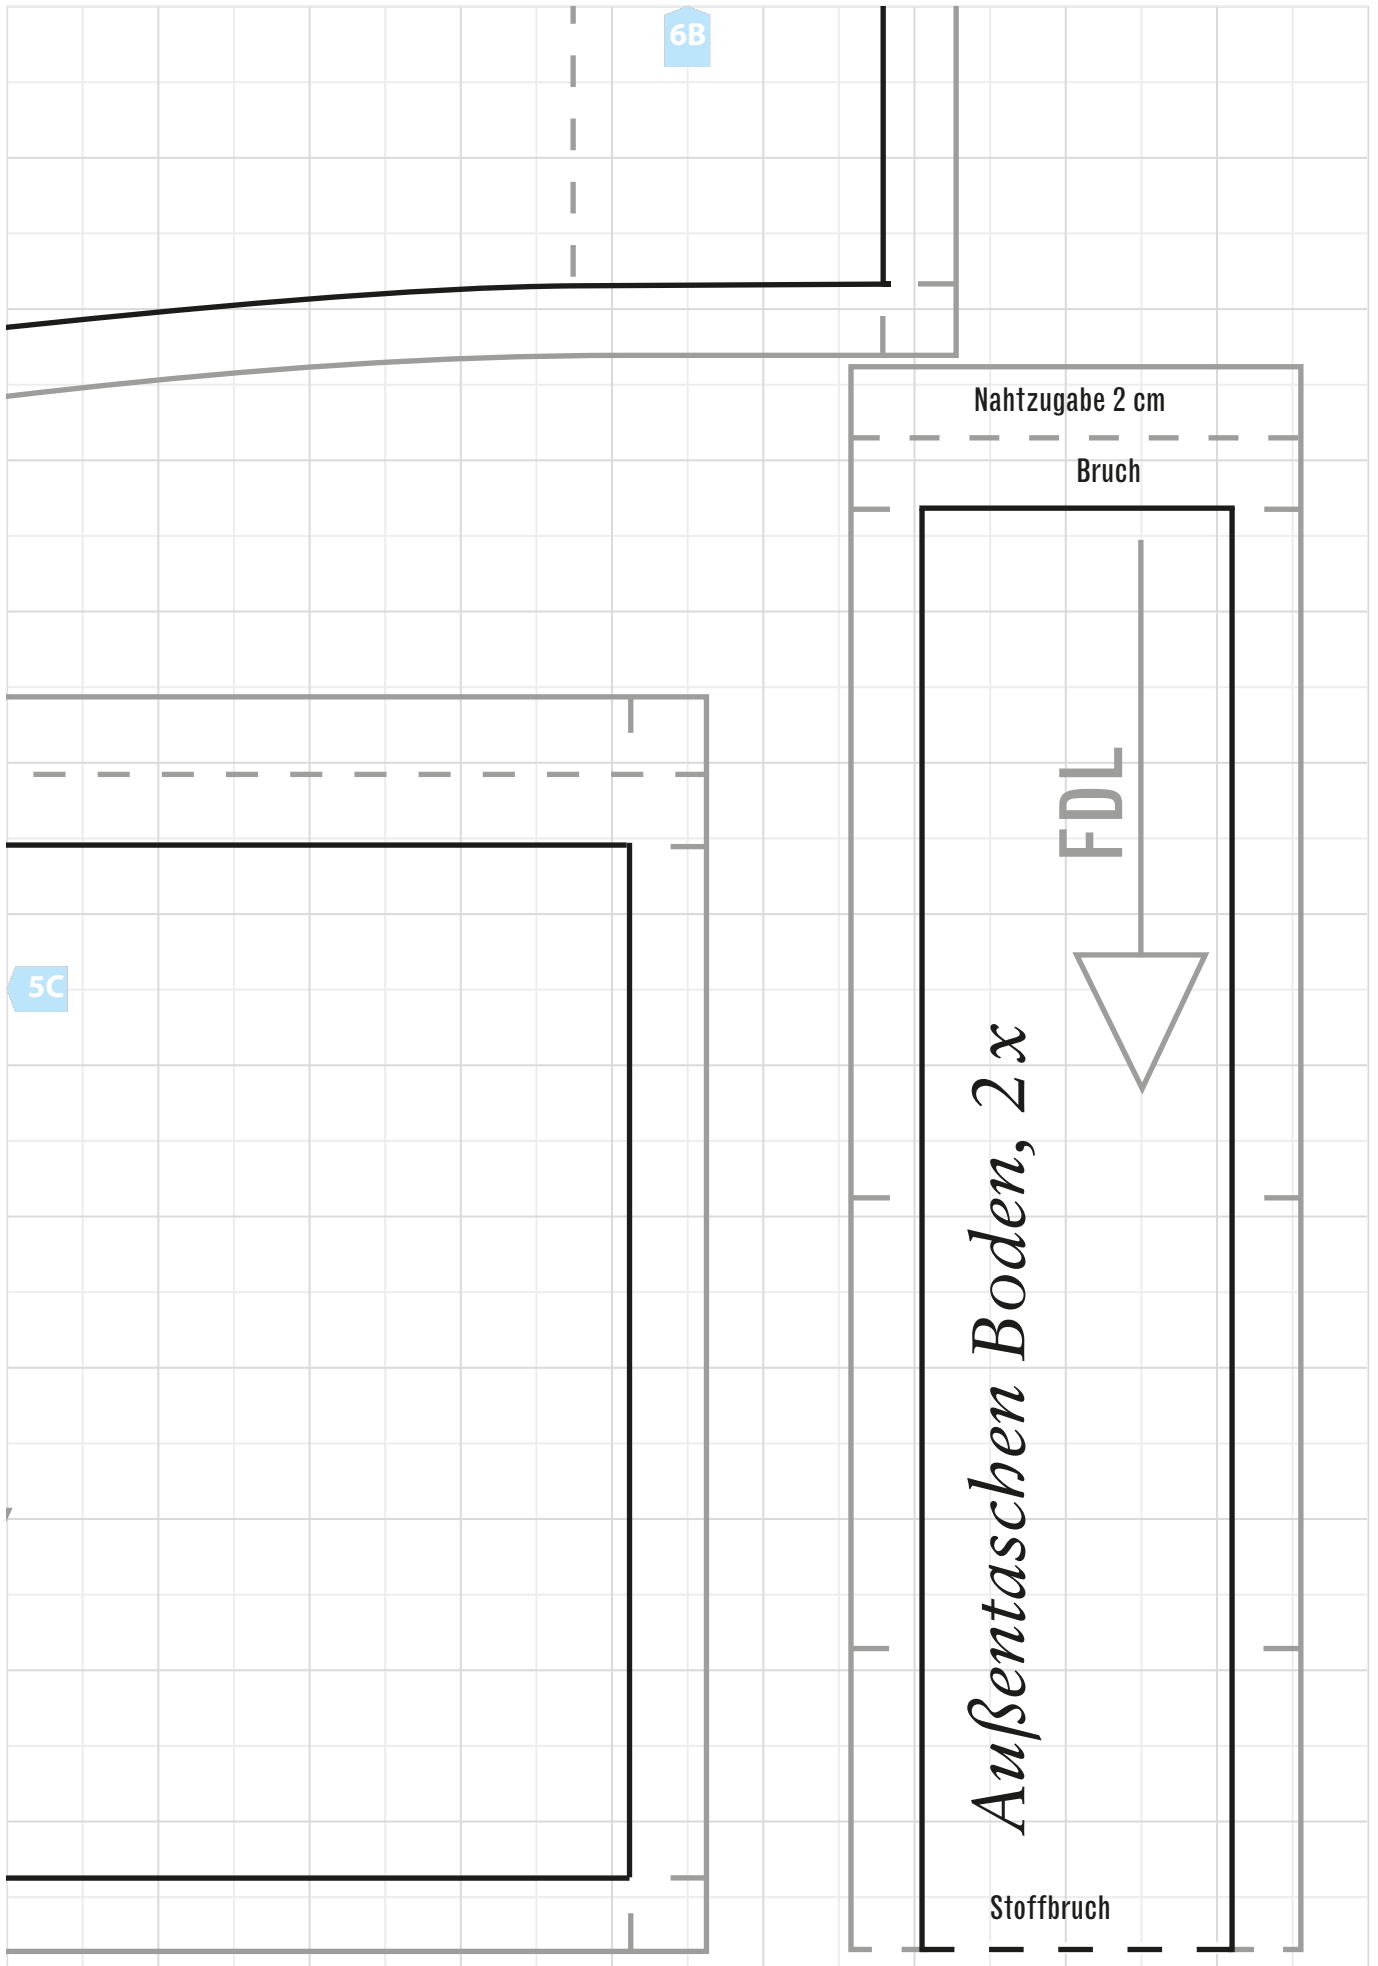 6B
Nahtzugabe 2 cm
Bruch
FDL
5C
Außentaschen Boden, 2x
Stoffbruch